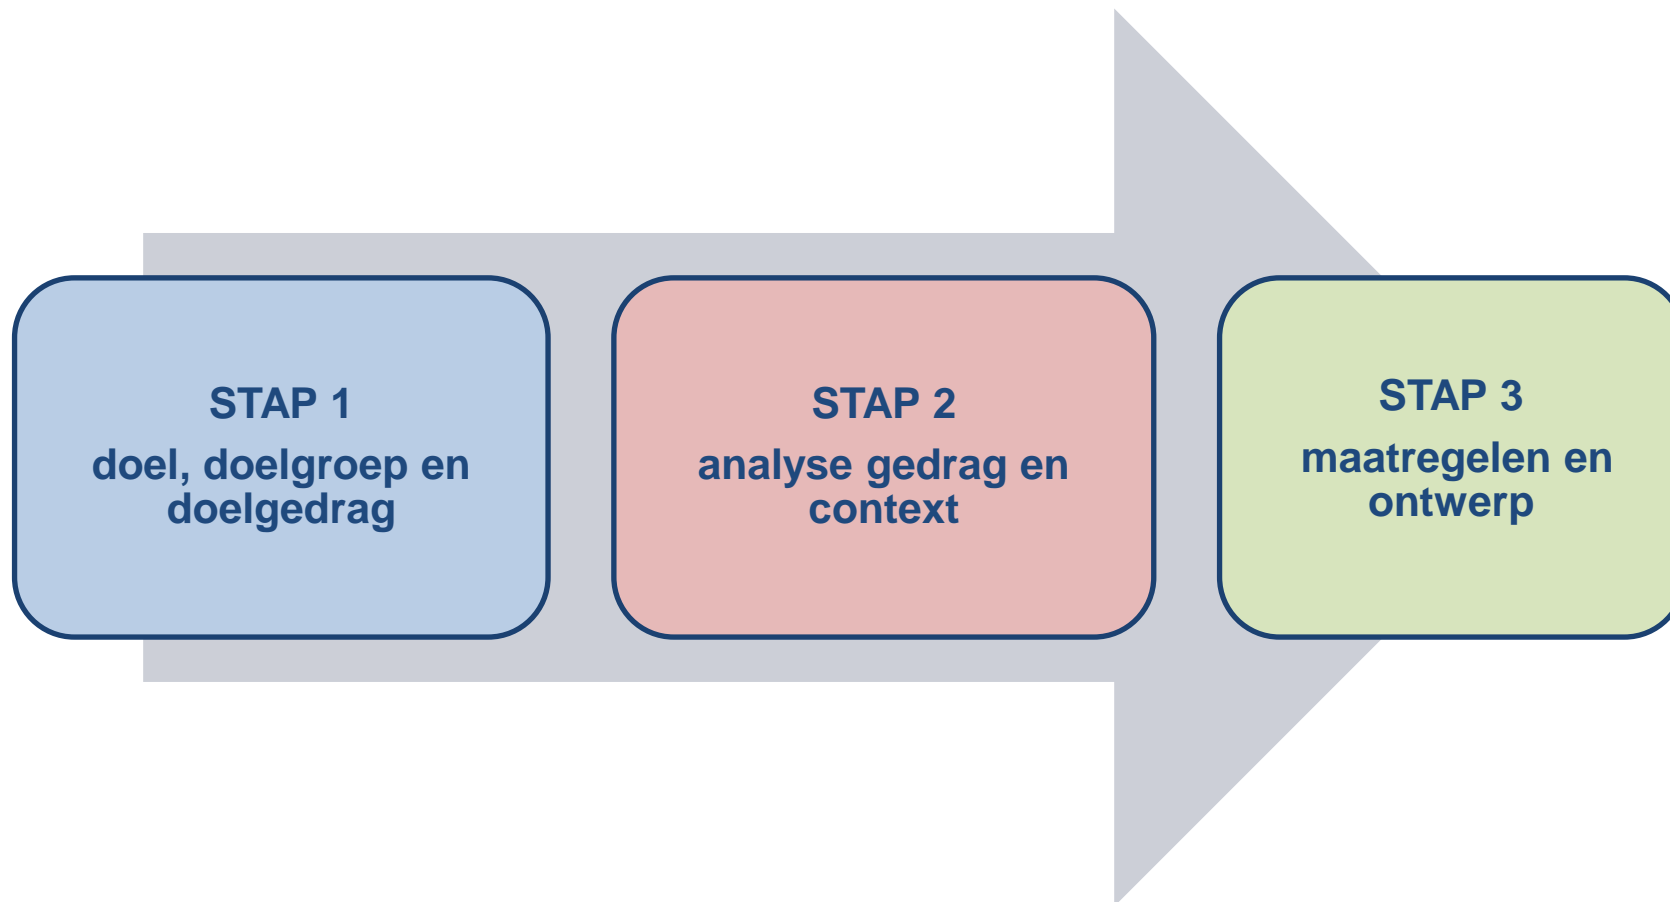 STAP 1
doel, doelgroep en
doelgedrag
STAP 2
analyse gedrag en
context
STAP 3
maatregelen en
ontwerp